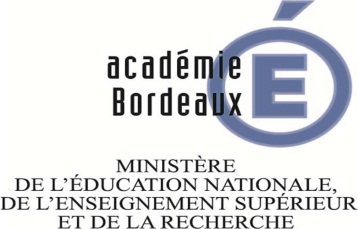 académie
Bordeaux
É
MINISTÈRE
DE L'ÉDUCATION NATIONALE,
DE L'ENSEIGNEMENT SUPÉRIEUR
ET DE LA RECHERCHE